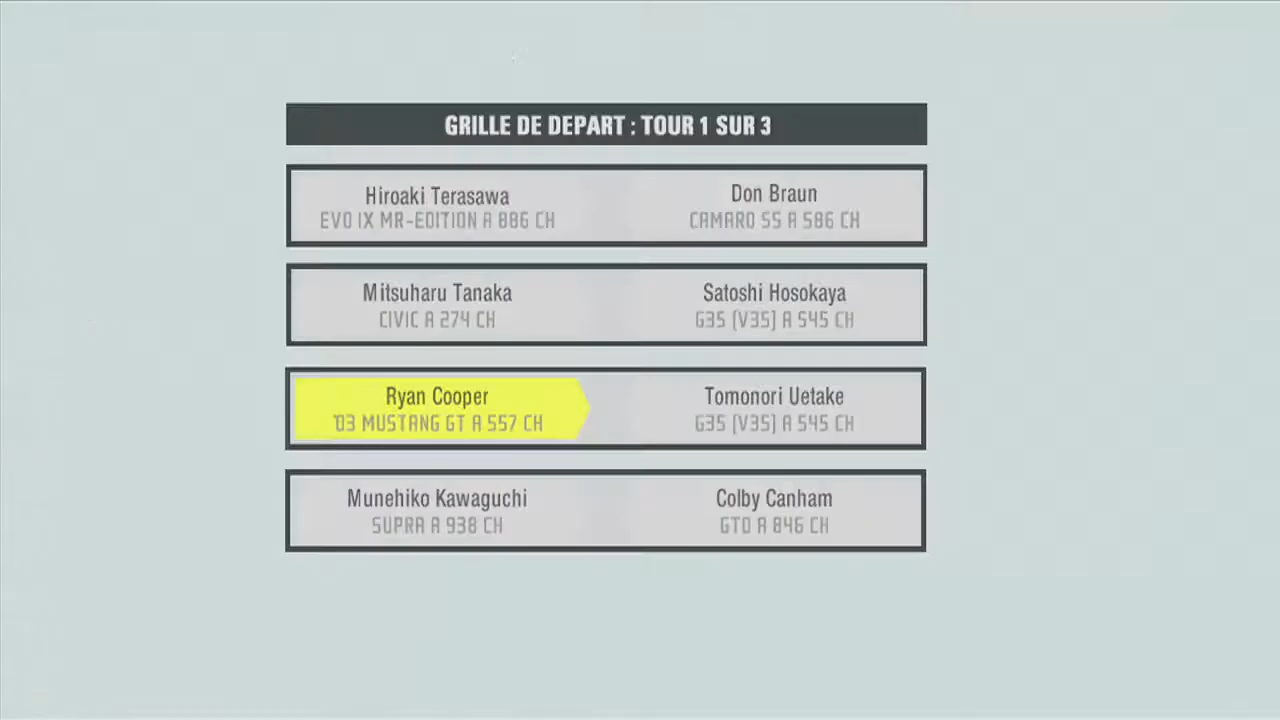 GRILLE DE DEPART : TOUR 1 SUR 3
Hiroaki Terasawa
EVO IX MR-EDITION A 886 CH
Don Braun
CAMARO SS A 586 CH
Mitsuharu Tanaka
CIVIC A 274 CH
Satoshi Hosokaya
G35 (V35) A 545 CH
Ryan Cooper
'03 MUSTANG GT A 557 CH
Tomonori Uetake
G35 (V35) A 545 CH
Munehiko Kawaguchi
SUPRA A 938 CH
Colby Canham
GTO A 846 CH